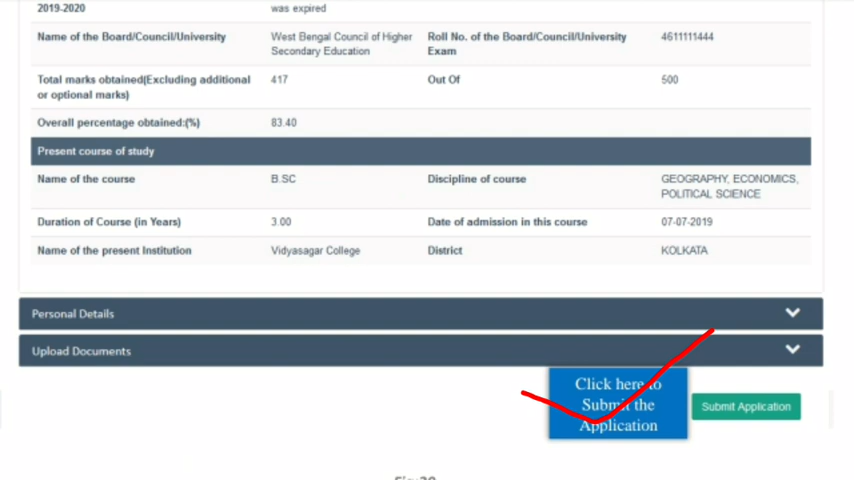 2019-2020 was expired
Name of the Board/Council/University West Bengal Council of Higher Roll No. of the Board/Council/University 4611111444
Secondary Education Exam
Total marks obtained(Excluding additional 417 Out Of 500
or optional marks)
Overall percentage obtained:(%) 83.40
Present course of study
Name of the course B.SC Discipline of course GEOGRAPHY, ECONOMICS,
POLITICAL SCIENCE
Duration of Course (in Years) 3.00 Date of admission in this course 07-07-2019
Name of the present Institution Vidyasagar College District KOLKATA
Personal Details
Upload Documents
Click here to
Submit the
Application
Submit Application